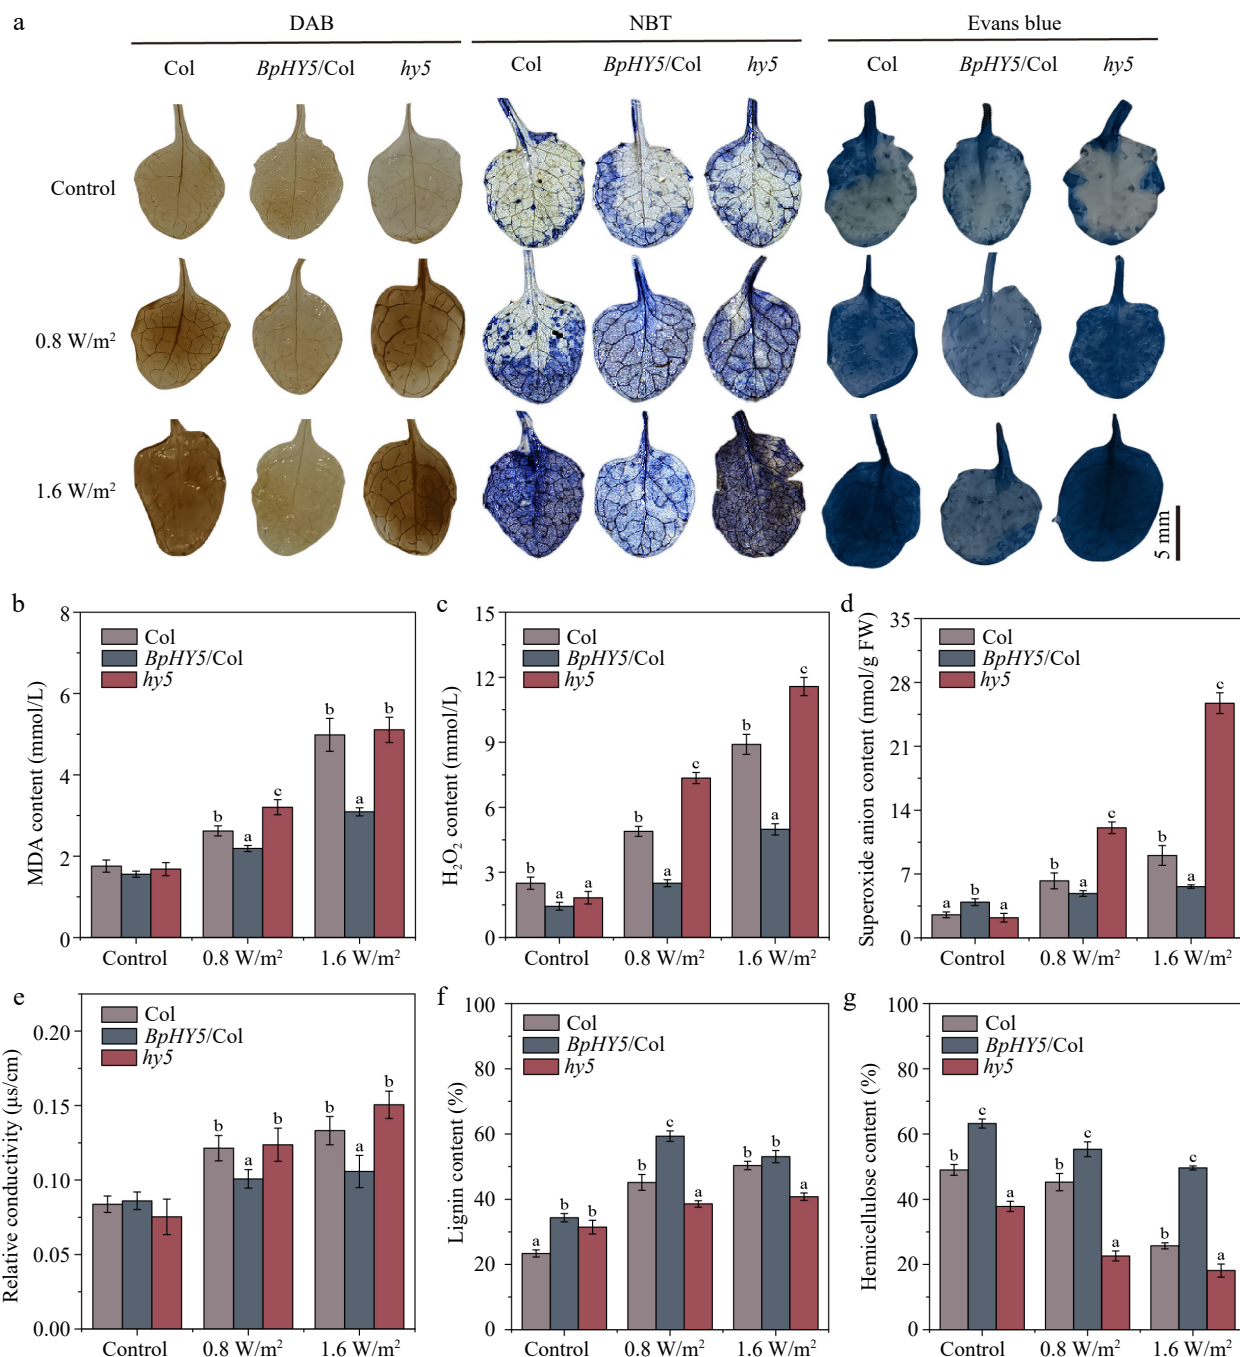 a
DAB NBT Evans blue
Col BpHY5/Col hy5 Col BpHY5/Col hy5 Col BpHY5/Col hy5
Control
0.8 W/m²
1.6 W/m²
5 mm
b
MDA content (mmol/L)
8
6
4
2
0
Col
BpHY5/Col
hy5
b a c
b a b
Control 0.8 W/m² 1.6 W/m²
c
H₂O₂ content (mmol/L)
15
12
9
6
3
0
Col
BpHY5/Col
hy5
b a a
b a c
b a c
Control 0.8 W/m² 1.6 W/m²
d
Superoxide anion content (nmol/g FW)
35
28
21
14
7
0
Col
BpHY5/Col
hy5
a b a
b a c
b a c
Control 0.8 W/m² 1.6 W/m²
e
Relative conductivity (μs/cm)
0.20
0.15
0.10
0.05
0.00
Col
BpHY5/Col
hy5
b a b
b a b
Control 0.8 W/m² 1.6 W/m²
f
Lignin content (%)
100
80
60
40
20
0
Col
BpHY5/Col
hy5
a b b
b c a
b b a
Control 0.8 W/m² 1.6 W/m²
g
Hemicellulose content (%)
100
80
60
40
20
0
Col
BpHY5/Col
hy5
b c a
b c a
b c a
Control 0.8 W/m² 1.6 W/m²